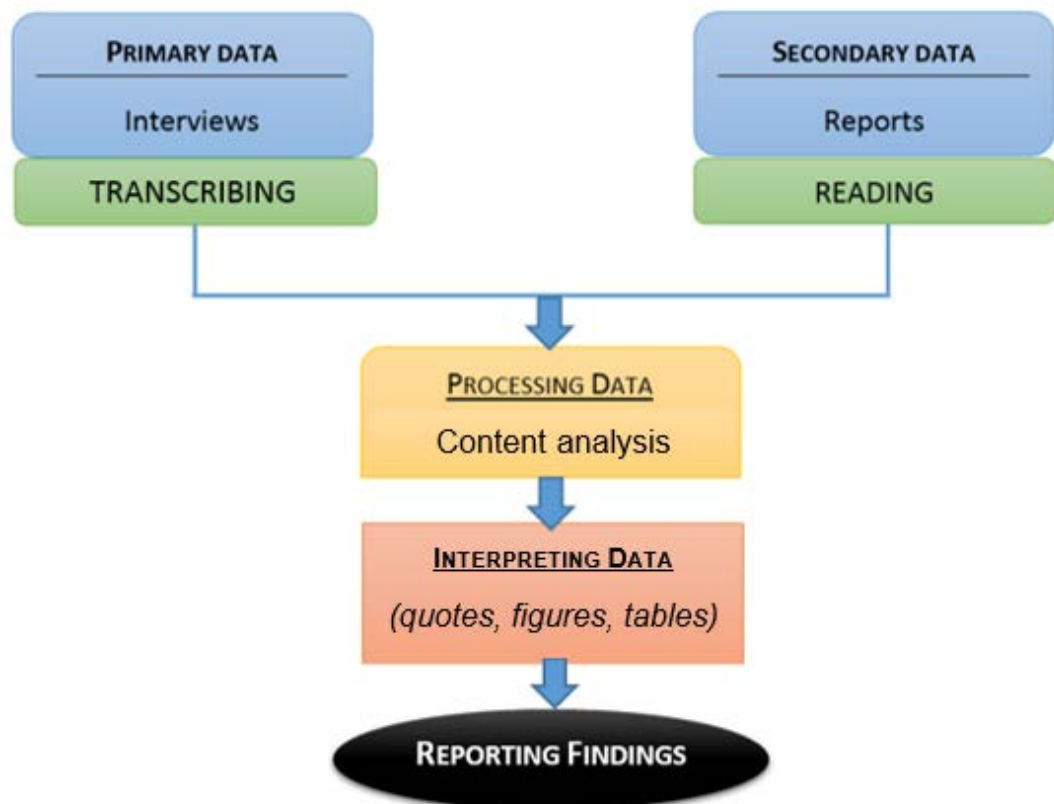 PRIMARY DATA
Interviews
TRANSCRIBING
SECONDARY DATA
Reports
READING
PROCESSING DATA
Content analysis
INTERPRETING DATA
(quotes, figures, tables)
REPORTING FINDINGS